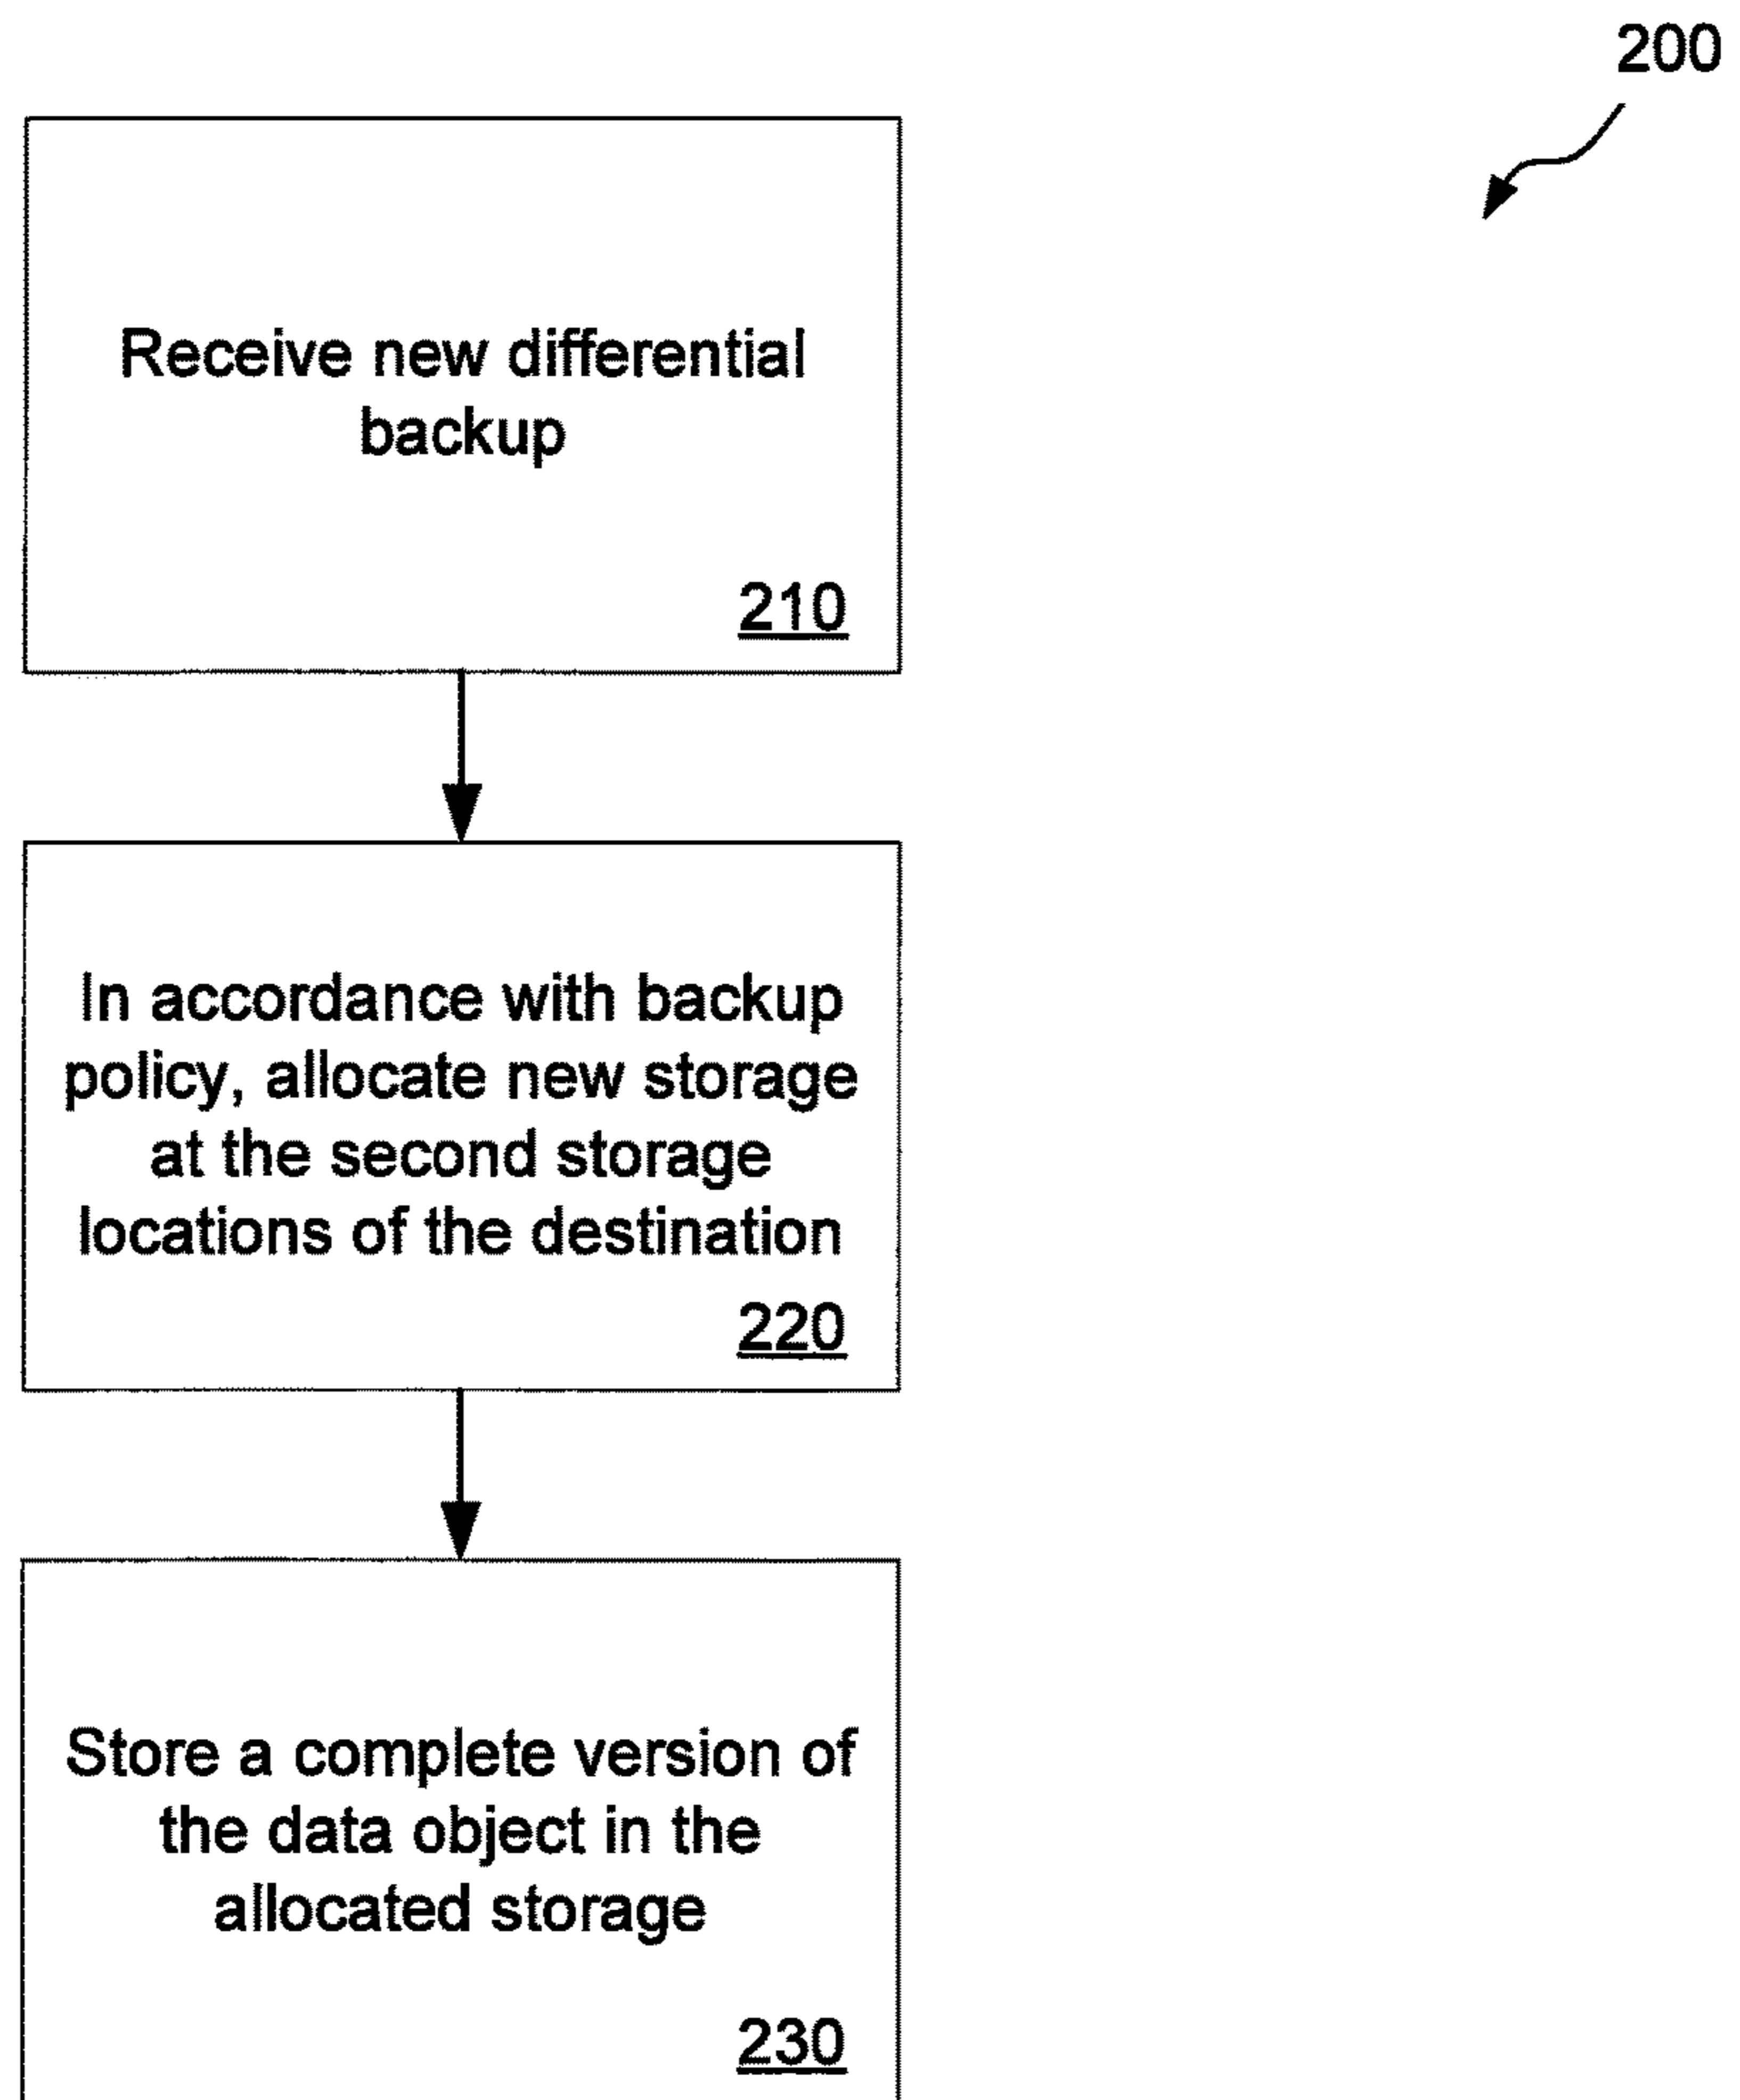 200
Receive new differential
backup
210
In accordance with backup
policy, allocate new storage
at the second storage
locations of the destination
220
Store a complete version of
the data object in the
allocated storage
230